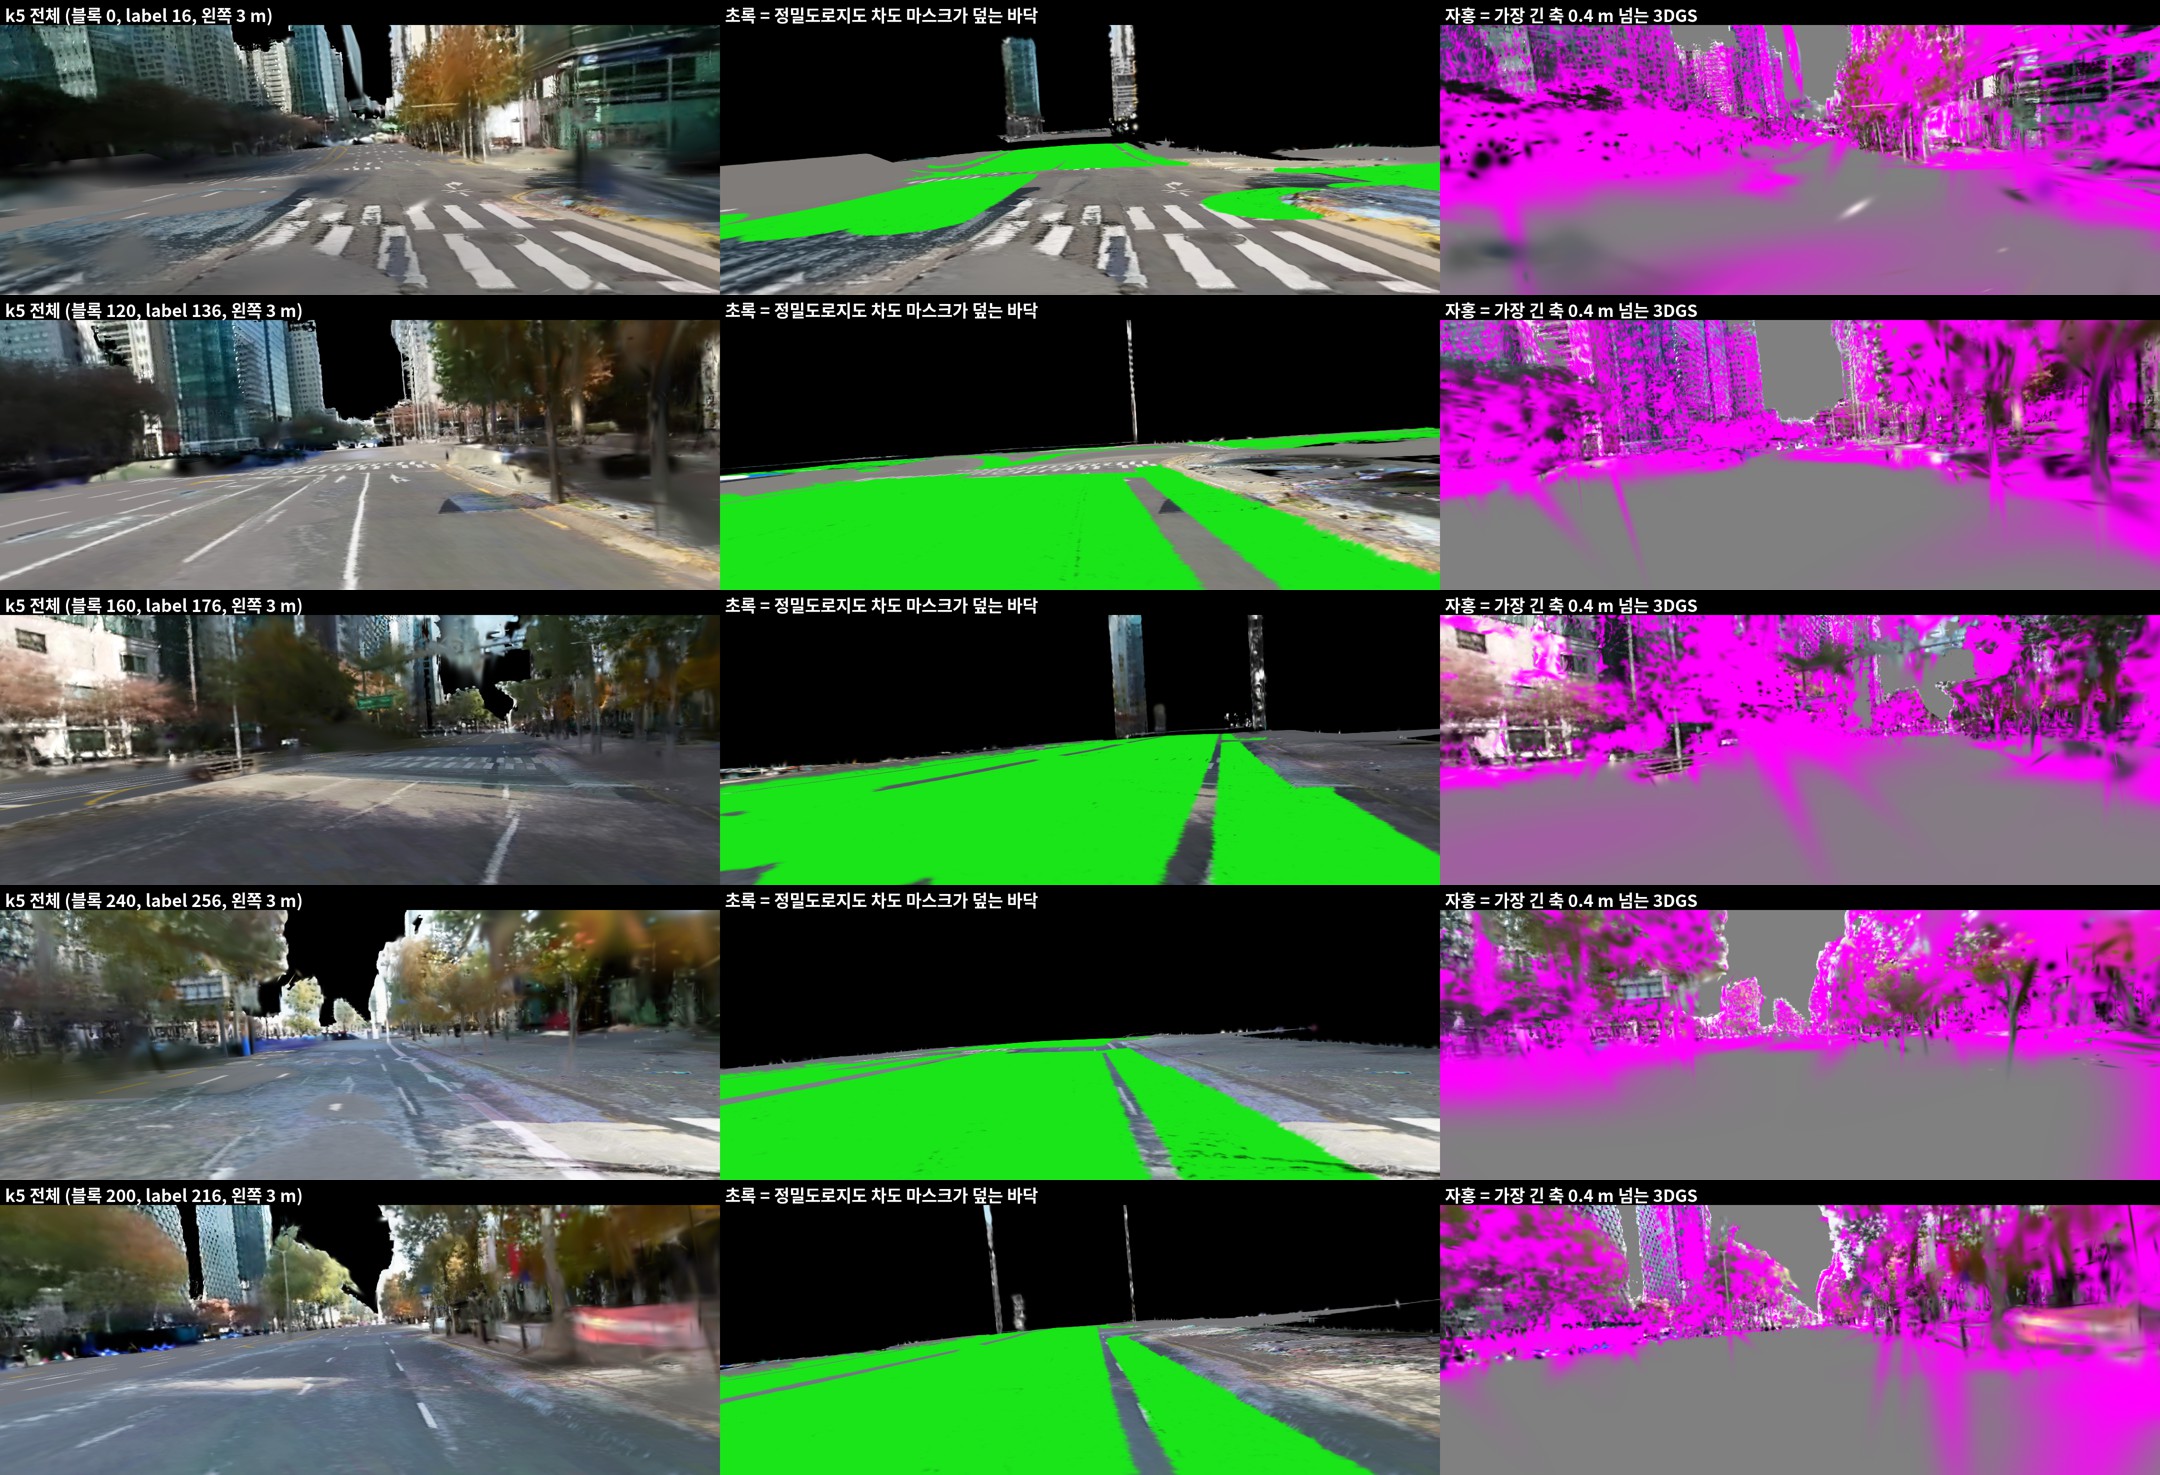 k5 전체 (블록 0, label 16, 왼쪽 3 m)
초록 = 정밀도로지도 차도 마스크가 덮는 바닥
자홍 = 가장 긴 축 0.4 m 넘는 3DGS
k5 전체 (블록 120, label 136, 왼쪽 3 m)
초록 = 정밀도로지도 차도 마스크가 덮는 바닥
자홍 = 가장 긴 축 0.4 m 넘는 3DGS
k5 전체 (블록 160, label 176, 왼쪽 3 m)
초록 = 정밀도로지도 차도 마스크가 덮는 바닥
자홍 = 가장 긴 축 0.4 m 넘는 3DGS
k5 전체 (블록 240, label 256, 왼쪽 3 m)
초록 = 정밀도로지도 차도 마스크가 덮는 바닥
자홍 = 가장 긴 축 0.4 m 넘는 3DGS
k5 전체 (블록 200, label 216, 왼쪽 3 m)
초록 = 정밀도로지도 차도 마스크가 덮는 바닥
자홍 = 가장 긴 축 0.4 m 넘는 3DGS